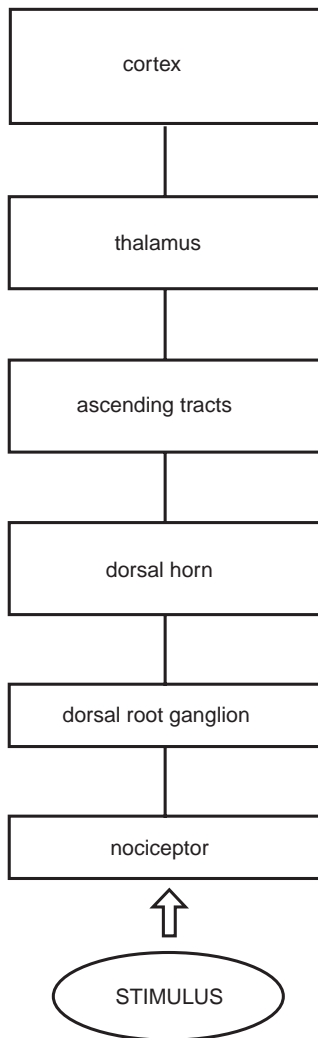 cortex
thalamus
ascending tracts
dorsal horn
dorsal root ganglion
nociceptor
STIMULUS